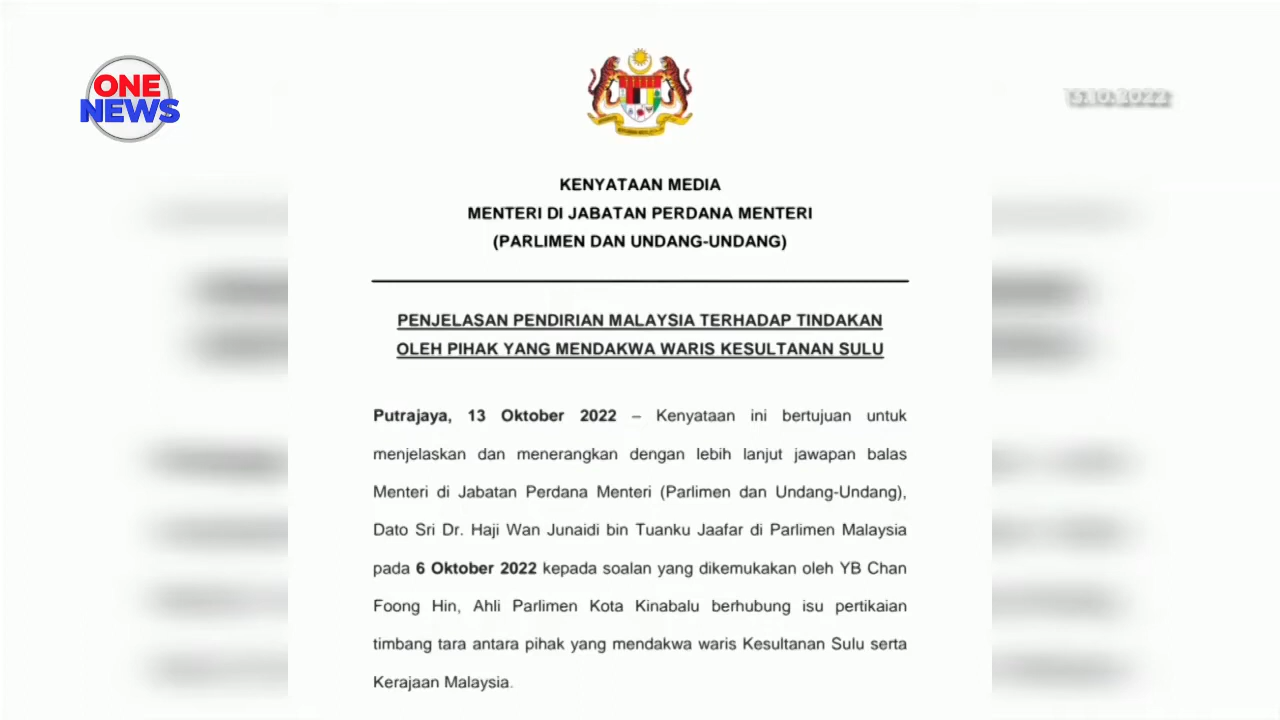 ONE
NEWS
15.10.2022
KENYATAAN MEDIA
MENTERI DI JABATAN PERDANA MENTERI
(PARLIMEN DAN UNDANG-UNDANG)
PENJELASAN PENDIRIAN MALAYSIA TERHADAP TINDAKAN
OLEH PIHAK YANG MENDAKWA WARIS KESULTANAN SULU
Putrajaya, 13 Oktober 2022 – Kenyataan ini bertujuan untuk
menjelaskan dan menerangkan dengan lebih lanjut jawapan balas
Menteri di Jabatan Perdana Menteri (Parlimen dan Undang-Undang),
Dato Sri Dr. Haji Wan Junaidi bin Tuanku Jaafar di Parlimen Malaysia
pada 6 Oktober 2022 kepada soalan yang dikemukakan oleh YB Chan
Foong Hin, Ahli Parlimen Kota Kinabalu berhubung isu pertikaian
timbang tara antara pihak yang mendakwa waris Kesultanan Sulu serta
Kerajaan Malaysia.